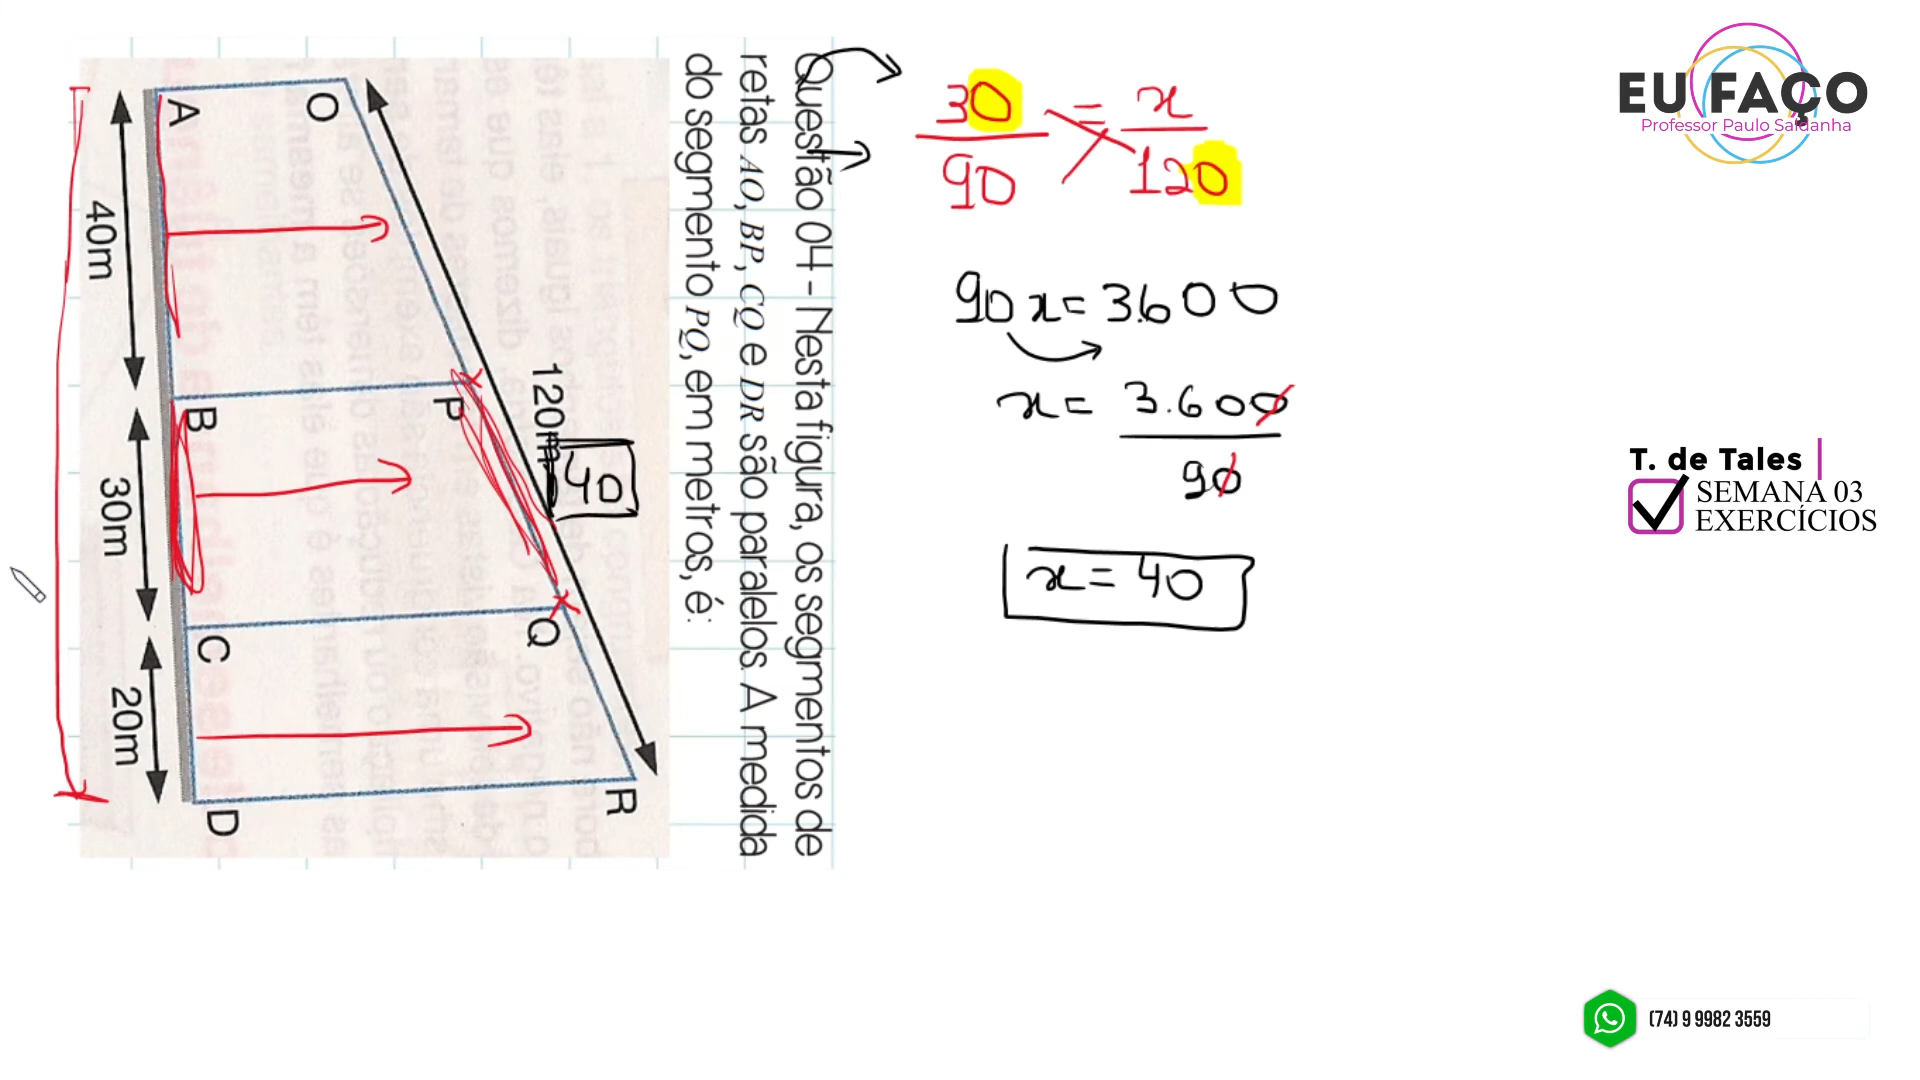 Questão 04 - Nesta figura, os segmentos de
retas AO, BP, CQ e DR são paralelos. A medida
do segmento PQ, em metros, é:
O
A
P
B
Q
C
R
D
120m
40
40m
30m
20m
30 = x
90 120
90x = 3600
x = 3.600
90
x = 40
EU FAÇO
Professor Paulo Saldanha
T. de Tales |
SEMANA 03
EXERCÍCIOS
(74) 9 9982 3559